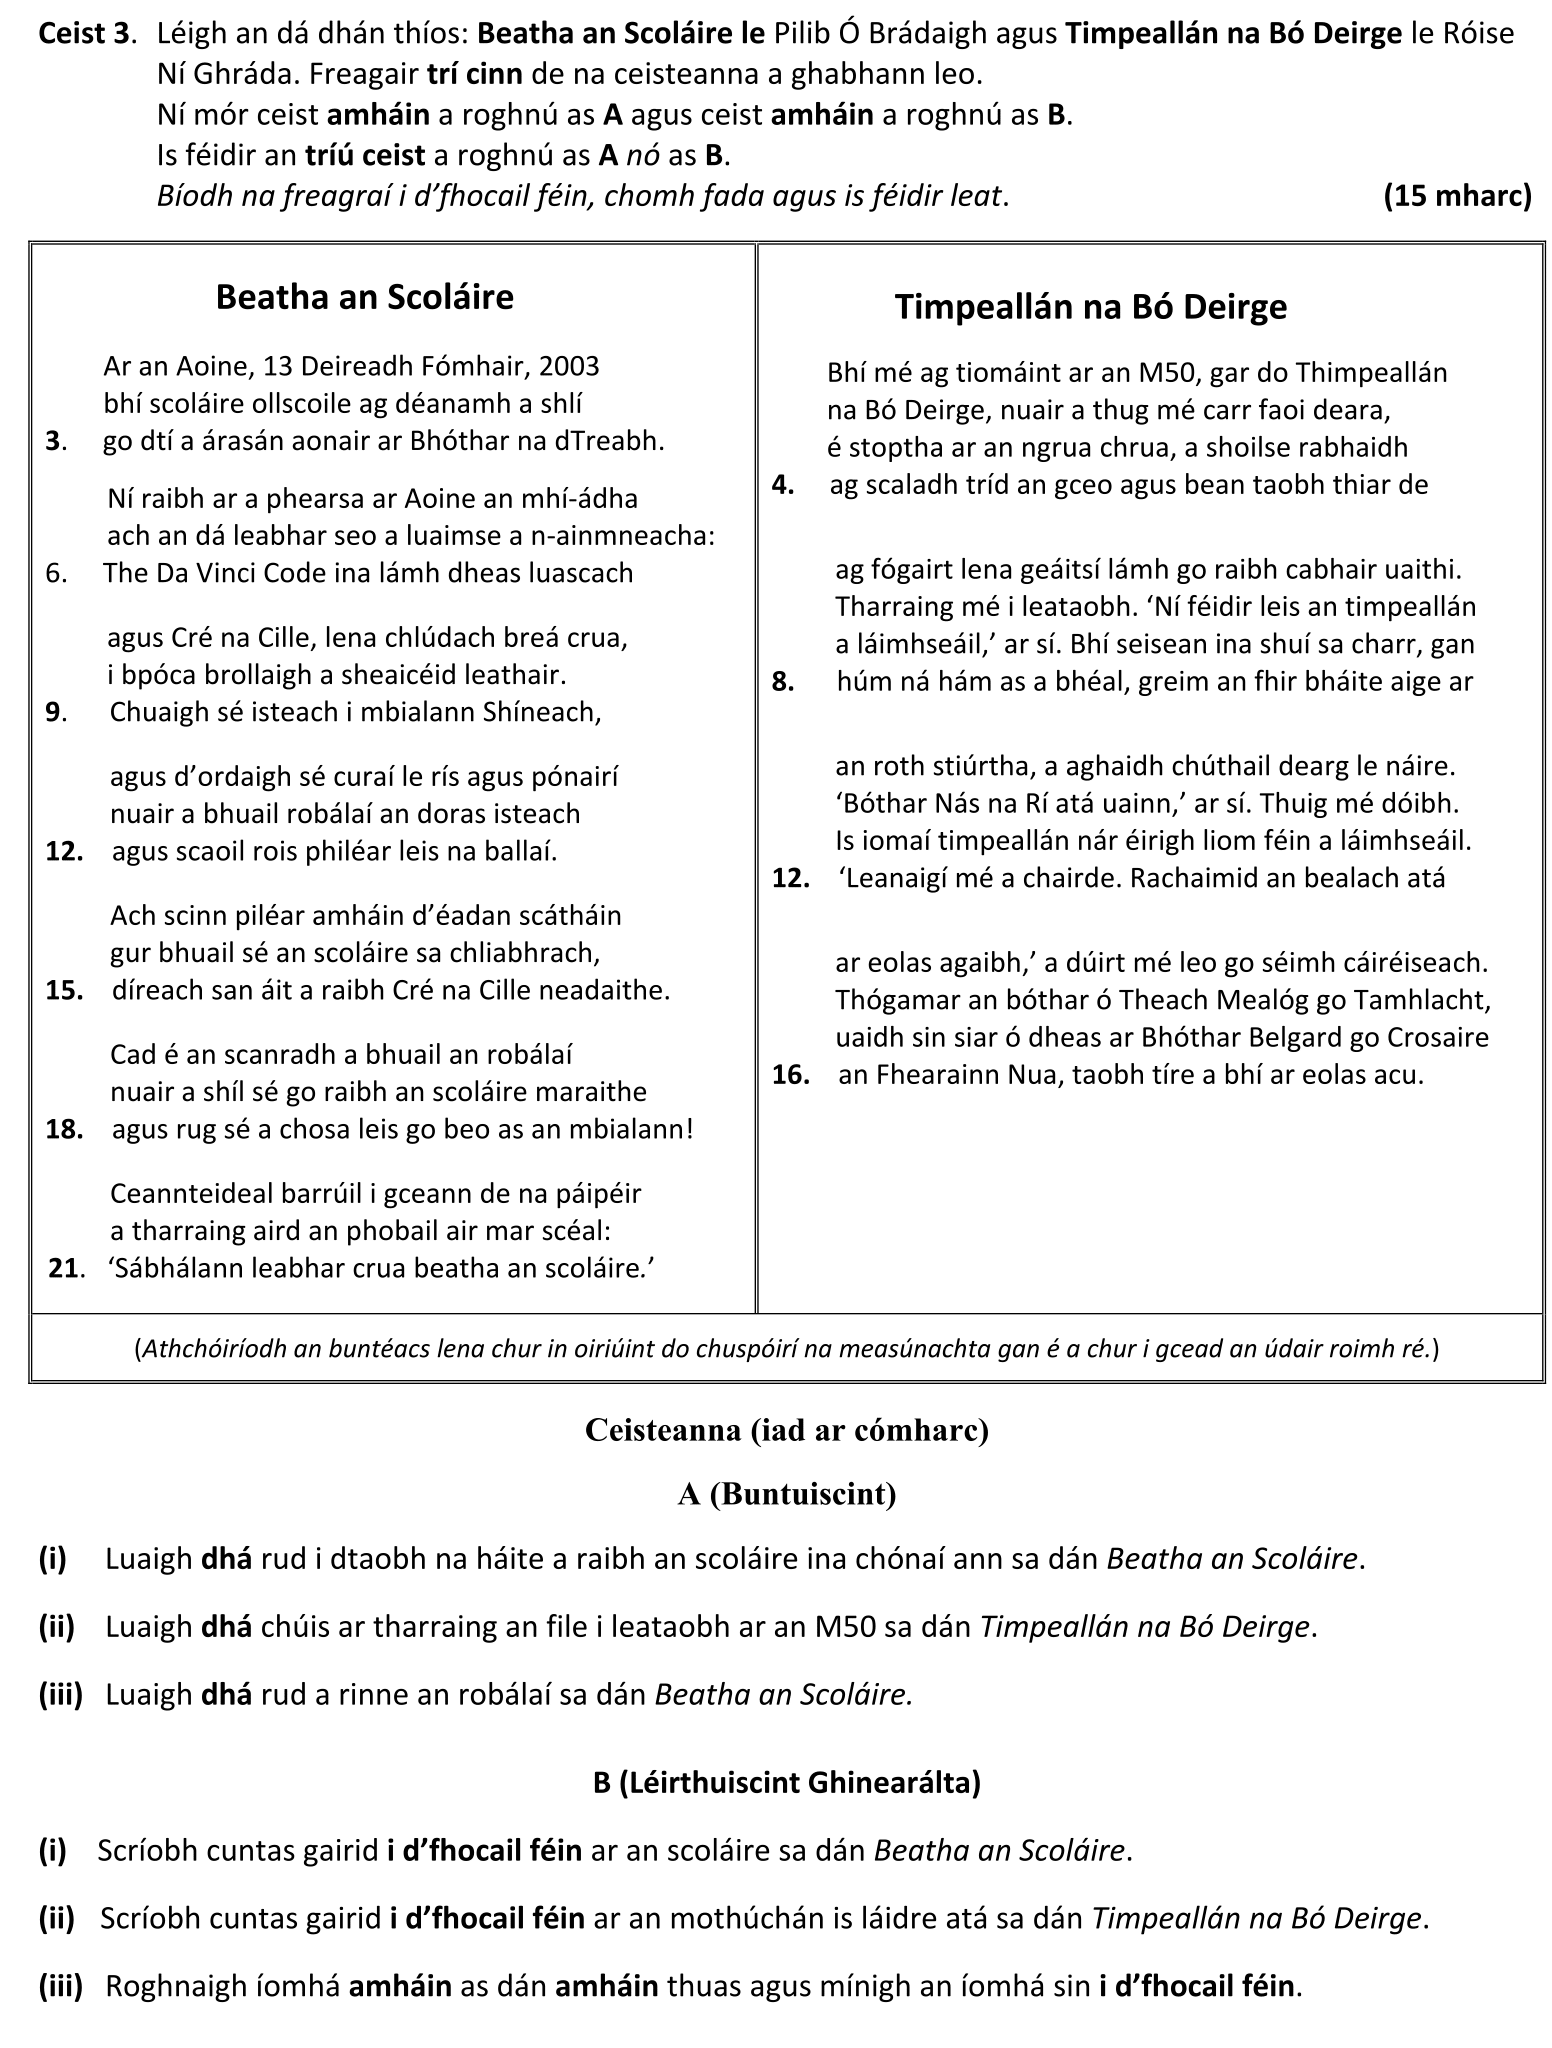 Ceist 3. Léigh an dá dhán thíos: Beatha an Scoláire le Pilib Ó Brádaigh agus Timpeallán na Bó Deirge le Róise
Ní Ghráda. Freagair trí cinn de na ceisteanna a ghabhann leo.
Ní mór ceist amháin a roghnú as A agus ceist amháin a roghnú as B.
Is féidir an tríú ceist a roghnú as A nó as B.
Bíodh na freagraí i d’fhocail féin, chomh fada agus is féidir leat. (15 mharc)
Beatha an Scoláire
Ar an Aoine, 13 Deireadh Fómhair, 2003
bhí scoláire ollscoile ag déanamh a shlí
3. go dtí a árasán aonair ar Bhóthar na dTreabh.
Ní raibh ar a phearsa ar Aoine an mhí-ádha
ach an dá leabhar seo a luaimse a n-ainmneacha:
6. The Da Vinci Code ina lámh dheas luascach
agus Cré na Cille, lena chlúdach breá crua,
i bpóca brollaigh a sheaicéid leathair.
9. Chuaigh sé isteach i mbialann Shíneach,
agus d’ordaigh sé curaí le rís agus pónairí
nuair a bhuail robálaí an doras isteach
12. agus scaoil rois philéar leis na ballaí.
Ach scinn piléar amháin d’éadan scátháin
gur bhuail sé an scoláire sa chliabhrach,
15. díreach san áit a raibh Cré na Cille neadaithe.
Cad é an scanradh a bhuail an robálaí
nuair a shíl sé go raibh an scoláire maraithe
18. agus rug sé a chosa leis go beo as an mbialann!
Ceannteideal barrúil i gceann de na páipéir
a tharraing aird an phobail air mar scéal:
21. ‘Sábhálann leabhar crua beatha an scoláire.’
Timpeallán na Bó Deirge
Bhí mé ag tiomáint ar an M50, gar do Thimpeallán
na Bó Deirge, nuair a thug mé carr faoi deara,
é stoptha ar an ngrua chrua, a shoilse rabhaidh
4. ag scaladh tríd an gceo agus bean taobh thiar de
ag fógairt lena geáitsí lámh go raibh cabhair uaithi.
Tharraing mé i leataobh. ‘Ní féidir leis an timpeallán
a láimhseáil,’ ar sí. Bhí seisean ina shuí sa charr, gan
8. húm ná hám as a bhéal, greim an fhir bháite aige ar
an roth stiúrtha, a aghaidh chúthail dearg le náire.
‘Bóthar Nás na Rí atá uainn,’ ar sí. Thuig mé dóibh.
Is iomaí timpeallán nár éirigh liom féin a láimhseáil.
12. ‘Leanaigí mé a chairde. Rachaimid an bealach atá
ar eolas agaibh,’ a dúirt mé leo go séimh cáiréiseach.
Thógamar an bóthar ó Theach Mealóg go Tamhlacht,
uaidh sin siar ó dheas ar Bhóthar Belgard go Crosaire
16. an Fhearainn Nua, taobh tíre a bhí ar eolas acu.
(Athchóiríodh an buntéacs lena chur in oiriúint do chuspóirí na measúnachta gan é a chur i gcead an údair roimh ré.)
Ceisteanna (iad ar cómharc)
A (Buntuiscint)
(i) Luaigh dhá rud i dtaobh na háite a raibh an scoláire ina chónaí ann sa dán Beatha an Scoláire.
(ii) Luaigh dhá chúis ar tharraing an file i leataobh ar an M50 sa dán Timpeallán na Bó Deirge.
(iii) Luaigh dhá rud a rinne an robálaí sa dán Beatha an Scoláire.
B (Léirthuiscint Ghinearálta)
(i) Scríobh cuntas gairid i d’fhocail féin ar an scoláire sa dán Beatha an Scoláire.
(ii) Scríobh cuntas gairid i d’fhocail féin ar an mothúchán is láidre atá sa dán Timpeallán na Bó Deirge.
(iii) Roghnaigh íomhá amháin as dán amháin thuas agus mínigh an íomhá sin i d’fhocail féin.